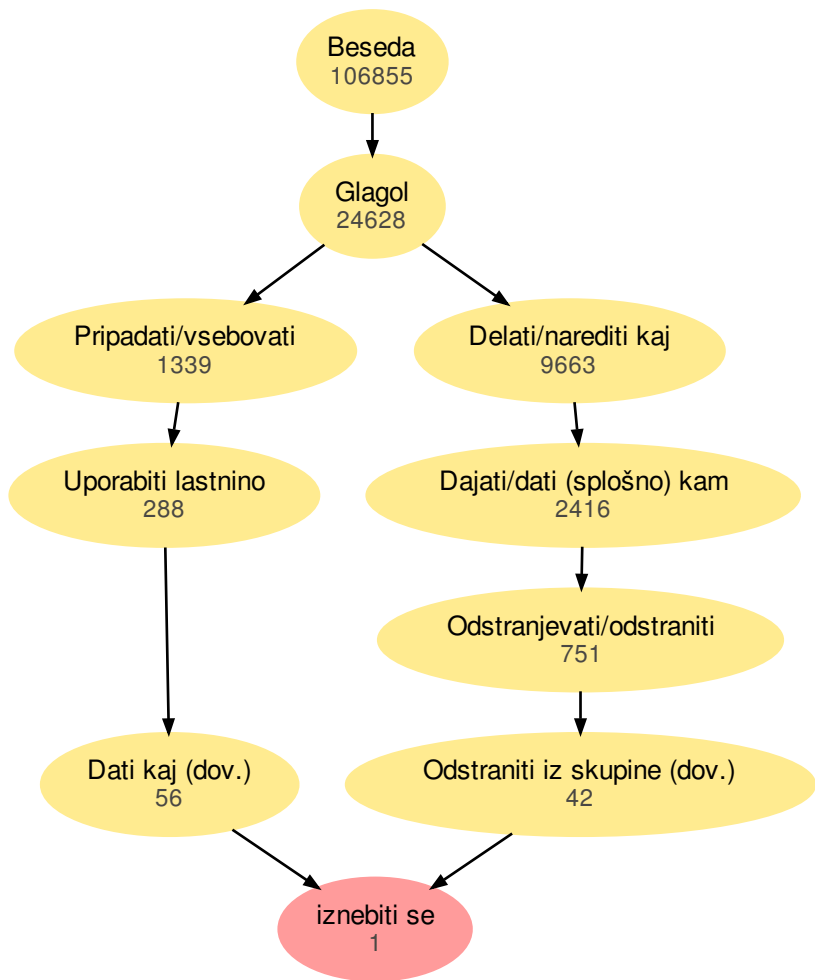 Beseda
106855
Glagol
24628
Pripadati/vsebovati
1339
Delati/narediti kaj
9663
Uporabiti lastnino
288
Dajati/dati (splošno) kam
2416
Odstranjevati/odstraniti
751
Dati kaj (dov.)
56
Odstraniti iz skupine (dov.)
42
iznebiti se
1